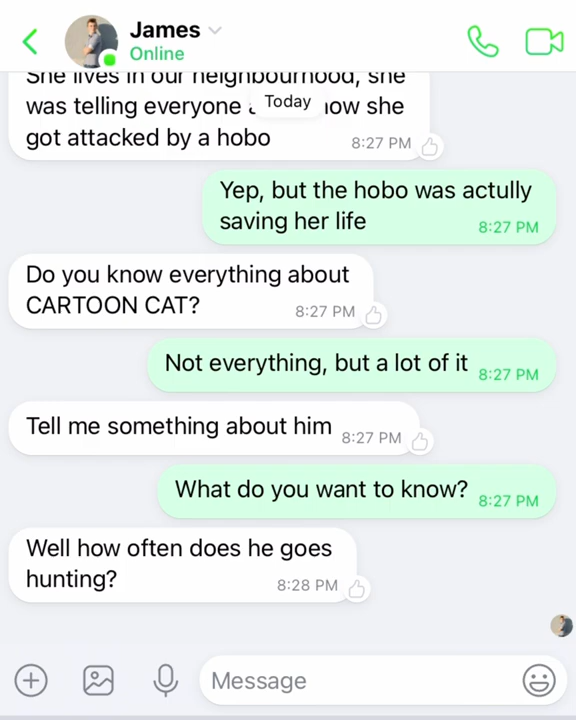 James
Online
She lives in our neighbourhood, she
was telling everyone
Today
how she
got attacked by a hobo
8:27 PM
Yep, but the hobo was actully
saving her life
8:27 PM
Do you know everything about
CARTOON CAT?
8:27 PM
Not everything, but a lot of it
8:27 PM
Tell me something about him
8:27 PM
What do you want to know?
8:27 PM
Well how often does he goes
hunting?
8:28 PM
Message